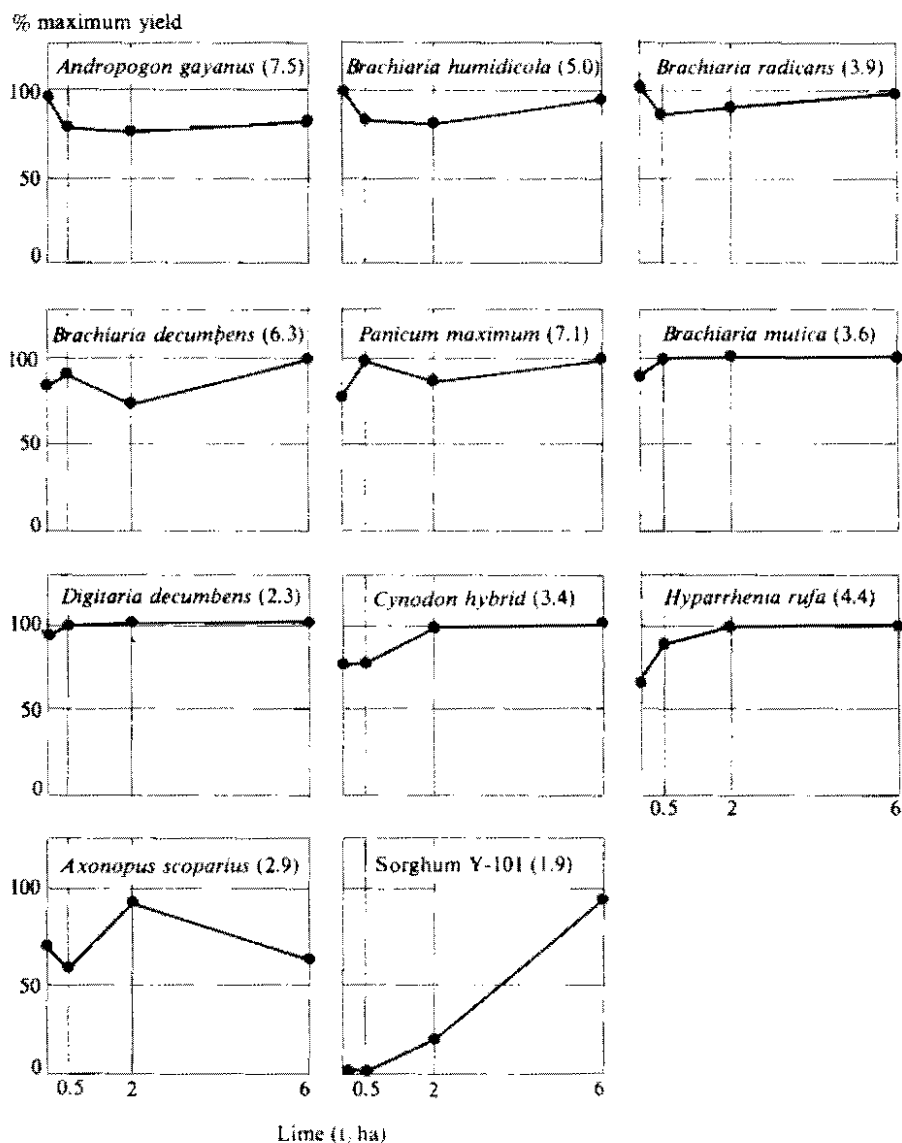 % maximum yield
Andropogon gayanus (7.5)
Brachiaria humidicola (5.0)
Brachiaria radicans (3.9)
100
50
0
Brachiaria decumbens (6.3)
Panicum maximum (7.1)
Brachiaria mutica (3.6)
100
50
0
Digitaria decumbens (2.3)
Cynodon hybrid (3.4)
Hyparrhenia rufa (4.4)
100
50
0
0.5 2 6
Axonopus scoparius (2.9)
Sorghum Y-101 (1.9)
100
50
0
0.5 2 6
0.5 2 6
Lime (t, ha)